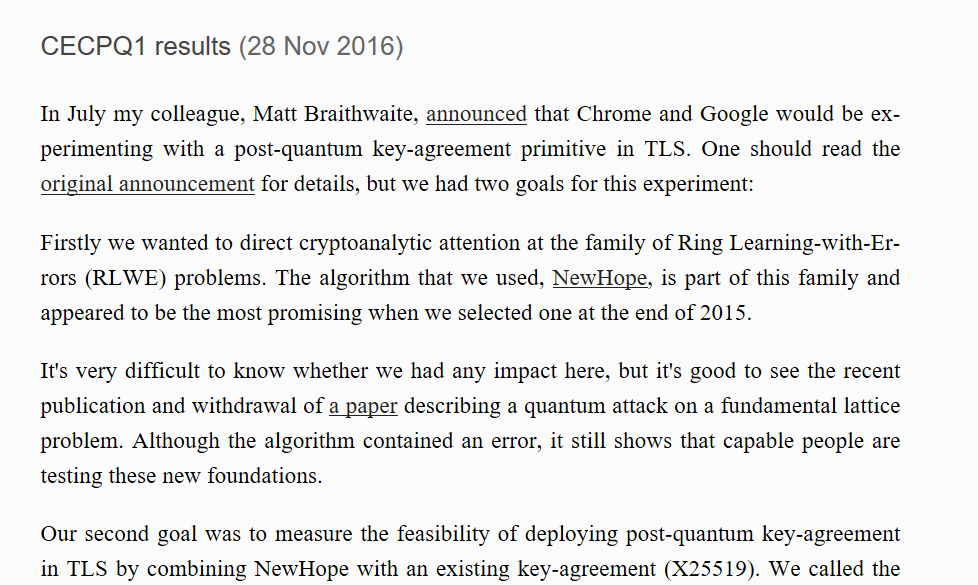 CECPQ1 results (28 Nov 2016)
In July my colleague, Matt Braithwaite, announced that Chrome and Google would be ex-
perimenting with a post-quantum key-agreement primitive in TLS. One should read the
original announcement for details, but we had two goals for this experiment:
Firstly we wanted to direct cryptoanalytic attention at the family of Ring Learning-with-Er-
rors (RLWE) problems. The algorithm that we used, NewHope, is part of this family and
appeared to be the most promising when we selected one at the end of 2015.
It's very difficult to know whether we had any impact here, but it's good to see the recent
publication and withdrawal of a paper describing a quantum attack on a fundamental lattice
problem. Although the algorithm contained an error, it still shows that capable people are
testing these new foundations.
Our second goal was to measure the feasibility of deploying post-quantum key-agreement
in TLS by combining NewHope with an existing key-agreement (X25519). We called the